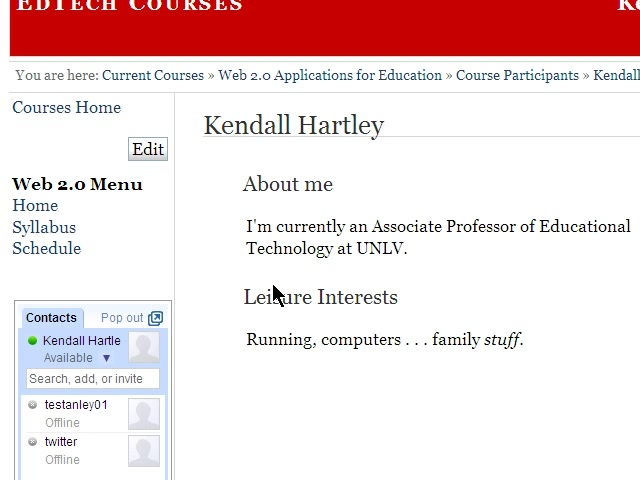 EDTECH COURSES
You are here: Current Courses » Web 2.0 Applications for Education » Course Participants » Kendall
Courses Home
Edit
Web 2.0 Menu
Home
Syllabus
Schedule
Contacts Pop out
Kendall Hartle
Available
Search, add, or invite
testanley01
Offline
twitter
Offline
Kendall Hartley
About me
I'm currently an Associate Professor of Educational
Technology at UNLV.
Leisure Interests
Running, computers . . . family stuff.